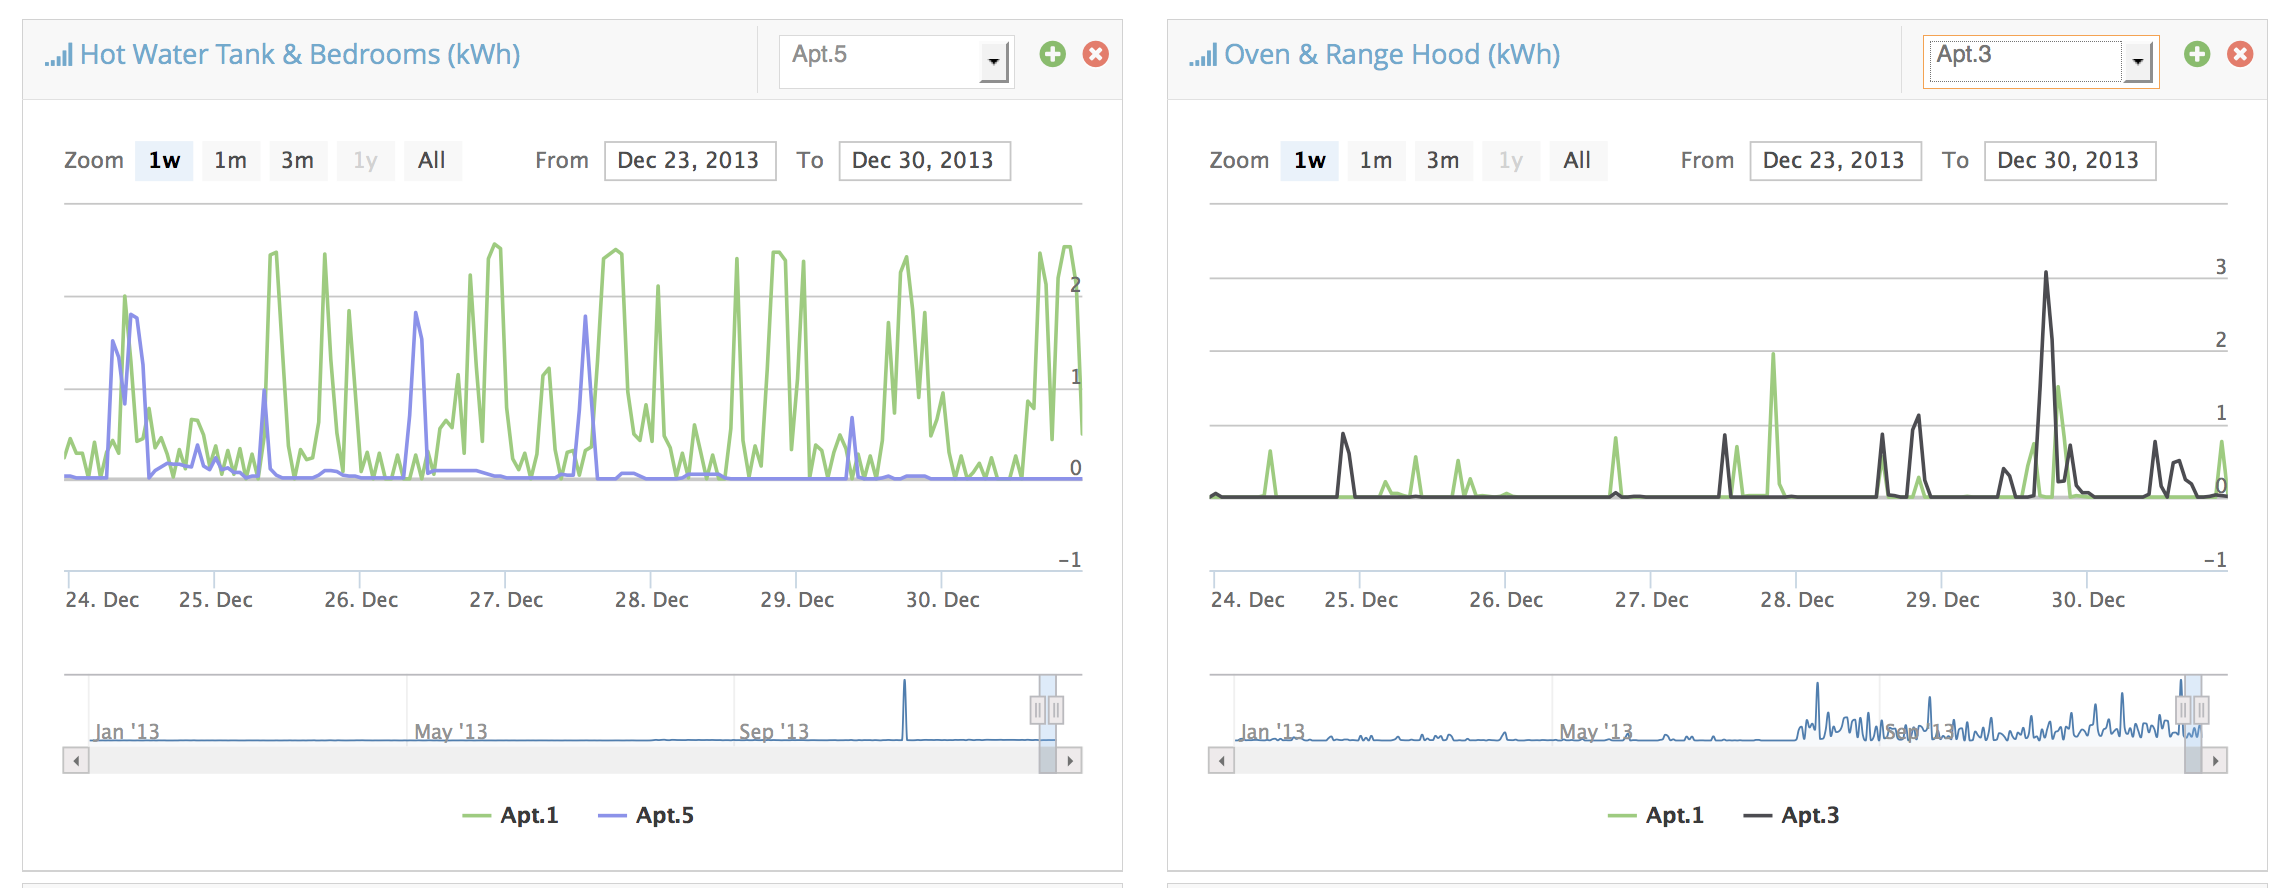 Hot Water Tank & Bedrooms (kWh)
Apt.5
Zoom 1w 1m 3m 1y All From Dec 23, 2013 To Dec 30, 2013
2
1
0
−1
24. Dec 25. Dec 26. Dec 27. Dec 28. Dec 29. Dec 30. Dec
Jan '13 May '13 Sep '13
Apt.1 Apt.5
Oven & Range Hood (kWh)
Apt.3
Zoom 1w 1m 3m 1y All From Dec 23, 2013 To Dec 30, 2013
3
2
1
0
−1
24. Dec 25. Dec 26. Dec 27. Dec 28. Dec 29. Dec 30. Dec
Jan '13 May '13 Sep '13
Apt.1 Apt.3